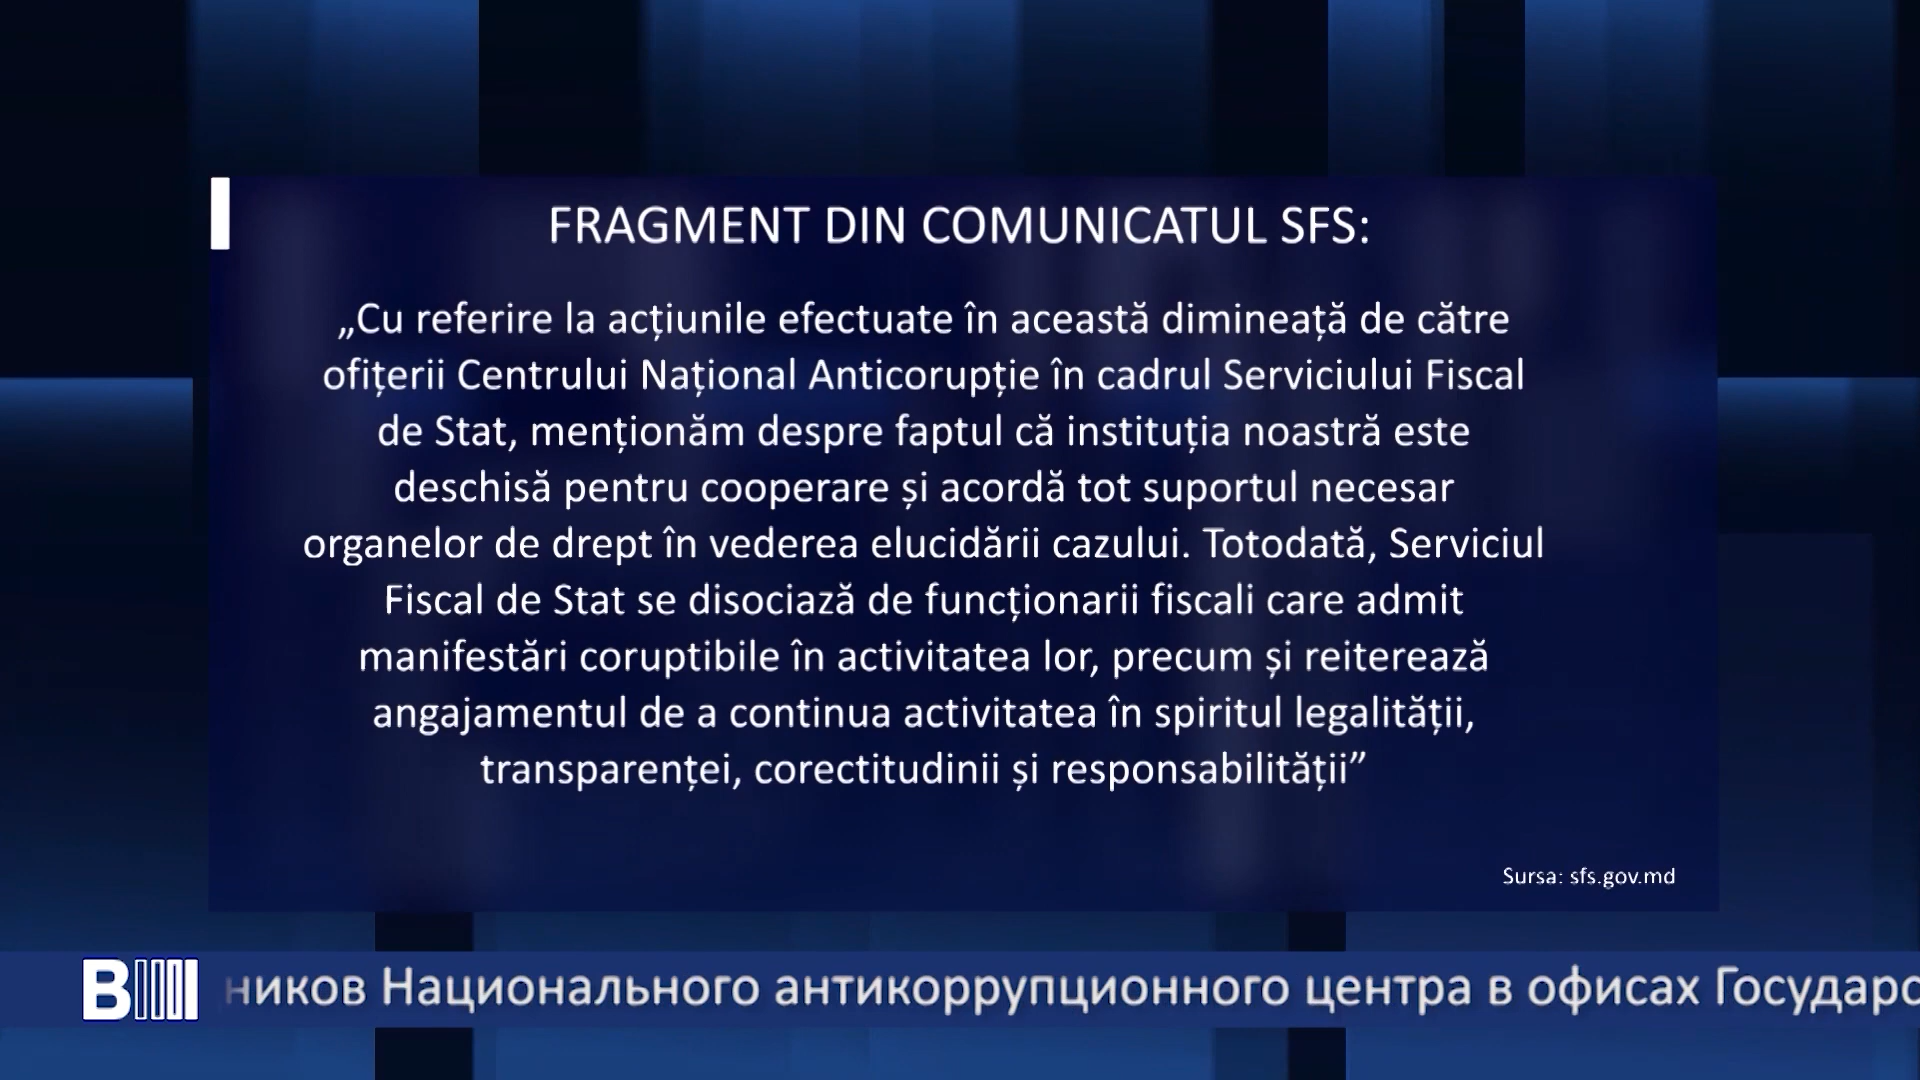 FRAGMENT DIN COMUNICATUL SFS:
„Cu referire la acțiunile efectuate în această dimineață de către
ofițerii Centrului Național Anticorupție în cadrul Serviciului Fiscal
de Stat, menționăm despre faptul că instituția noastră este
deschisă pentru cooperare și acordă tot suportul necesar
organelor de drept în vederea elucidării cazului. Totodată, Serviciul
Fiscal de Stat se disociază de funcționarii fiscali care admit
manifestări coruptibile în activitatea lor, precum și reiterează
angajamentul de a continua activitatea în spiritul legalității,
transparenței, corectitudinii și responsabilității”
Sursa: sfs.gov.md
B ников Национального антикоррупционного центра в офисах Государс